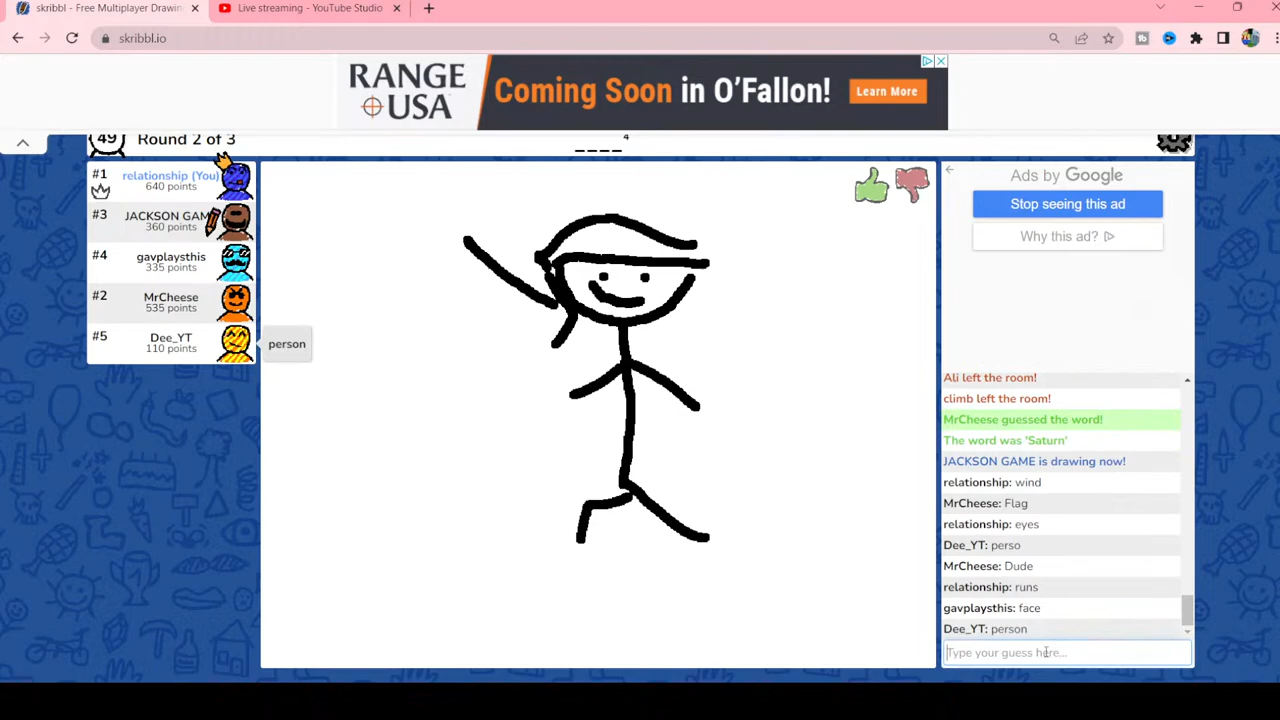 skribbl - Free Multiplayer Drawin
Live streaming - YouTube Studio
skribbl.io
RANGE
USA
Coming Soon in O'Fallon!
Learn More
49
Round 2 of 3
_ _ _ _ 4
#1
relationship (You)
640 points
#3
JACKSON GAM
360 points
#4
gavplaysthis
335 points
#2
MrCheese
535 points
#5
Dee_YT
110 points
person
Ads by Google
Stop seeing this ad
Why this ad?
Ali left the room!
climb left the room!
MrCheese guessed the word!
The word was 'Saturn'
JACKSON GAME is drawing now!
relationship: wind
MrCheese: Flag
relationship: eyes
Dee_YT: perso
MrCheese: Dude
relationship: runs
gavplaysthis: face
Dee_YT: person
Type your guess here...